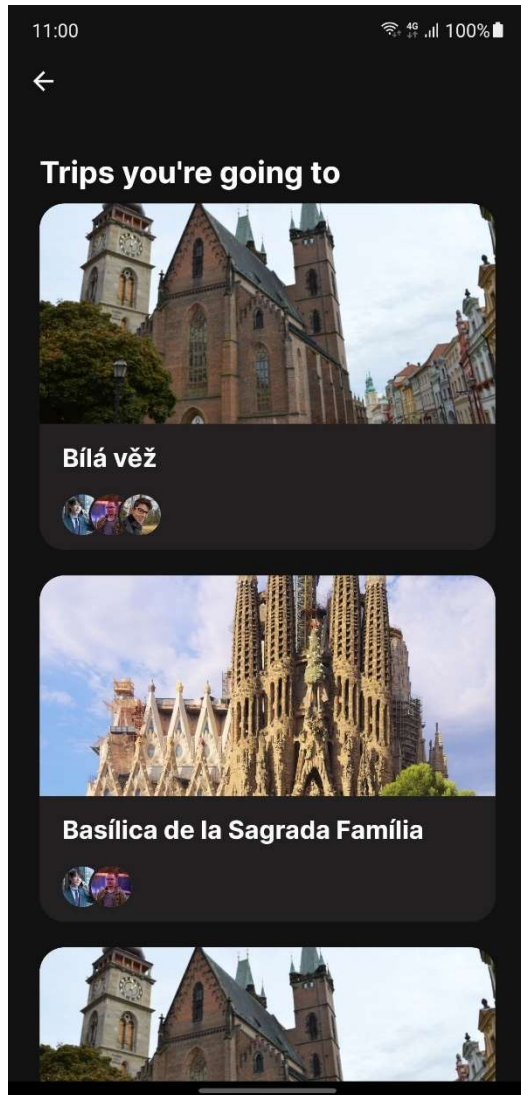 11:00
4G
100%
Trips you're going to
Bílá věž
Basílica de la Sagrada Família